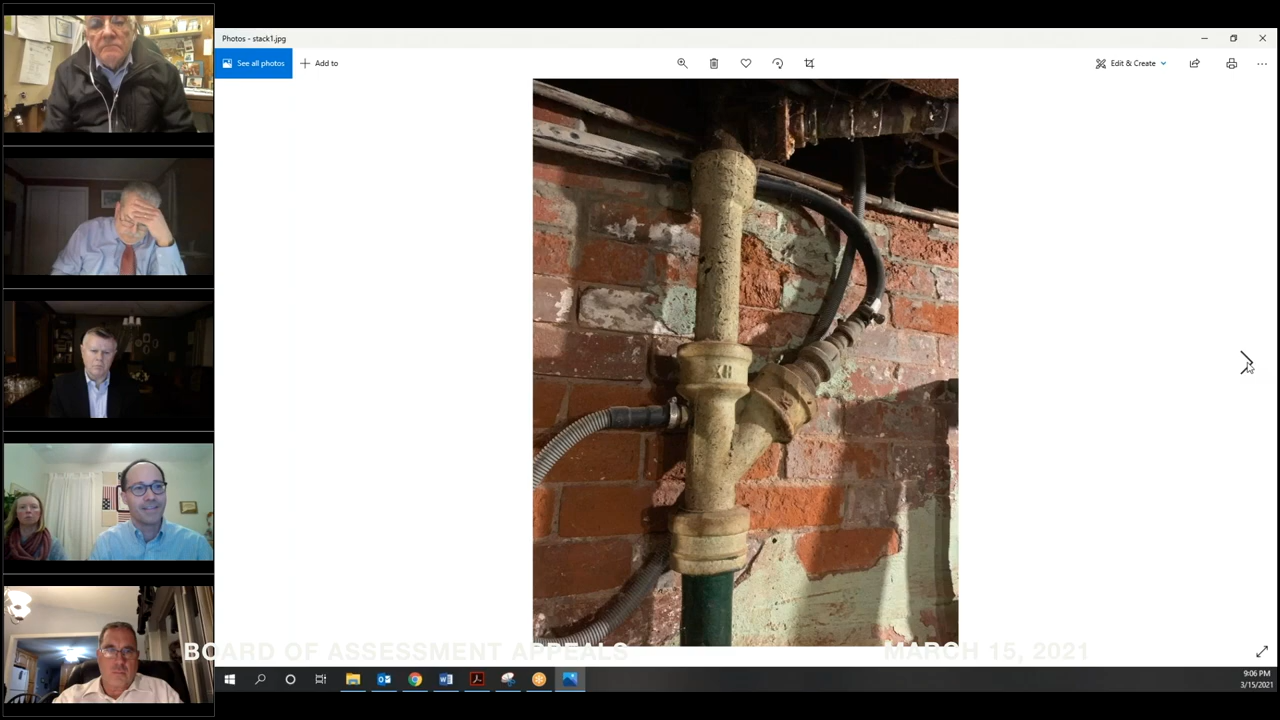 Photos - stack1.jpg
See all photos
Add to
Edit & Create
XH
BOARD OF ASSESSMENT APPEALS
MARCH 15, 2021
9:06 PM
3/15/2021